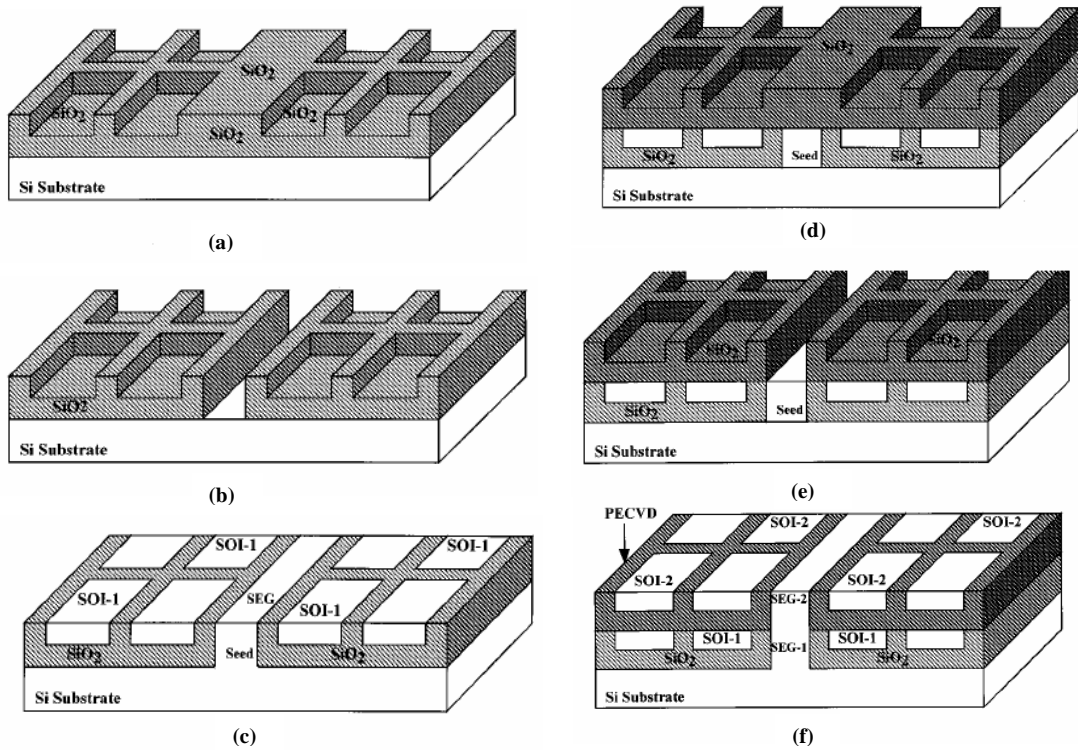 SiO2
SiO2
SiO2
SiO2
Si Substrate
(a)
SiO2
Si Substrate
(b)
SOI-1
SOI-1
SOI-1
SEG
SOI-1
SiO2
Seed
SiO2
Si Substrate
(c)
SiO2
SiO2
Seed
SiO2
Si Substrate
(d)
SiO2
SiO2
SiO2
Seed
Si Substrate
(e)
PECVD
SOI-2
SOI-2
SOI-2
SOI-2
SEG-2
SOI-1
SOI-1
SEG-1
SiO2
SiO2
Si Substrate
(f)